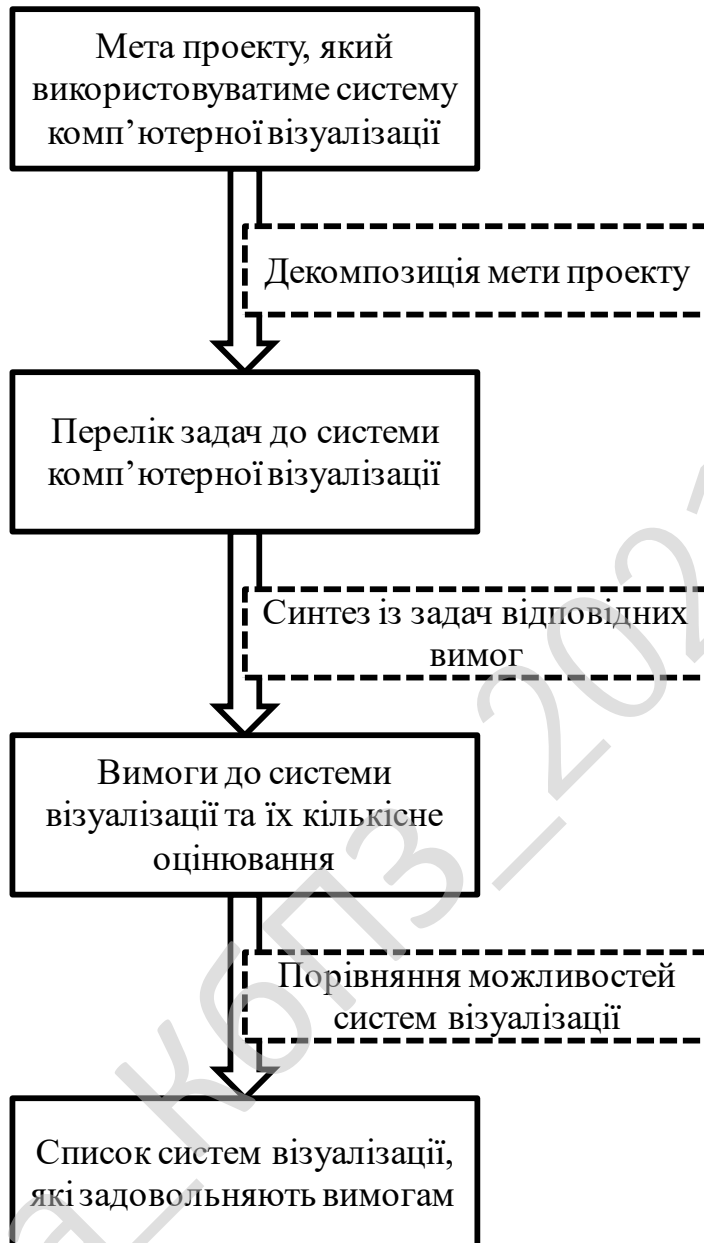 Мета проекту, який
використовуватиме систему
комп’ютерної візуалізації
Декомпозиція мети проекту
Перелік задач до системи
комп’ютерної візуалізації
Синтез із задач відповідних
вимог
Вимоги до системи
візуалізації та їх кількісне
оцінювання
Порівняння можливостей
систем візуалізації
Список систем візуалізації,
які задовольняють вимогам